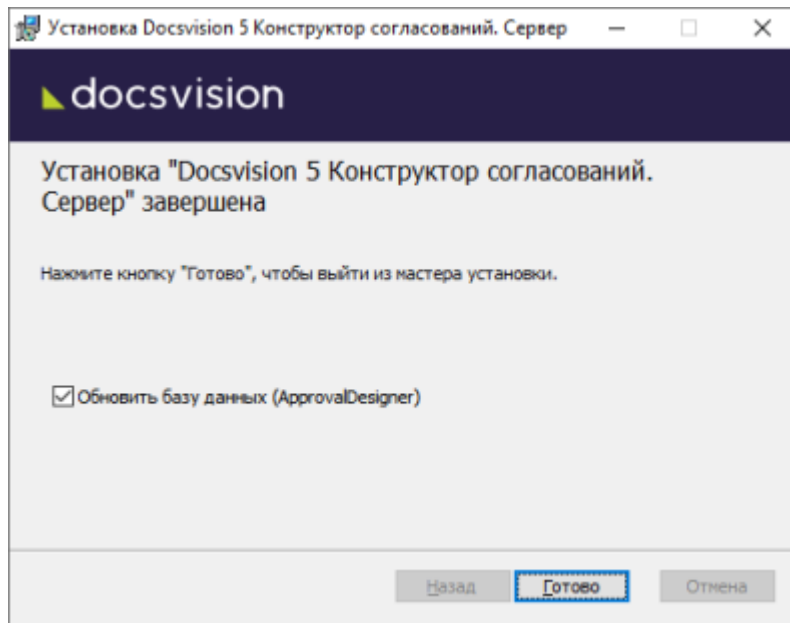 Установка Docsvision 5 Конструктор согласований. Сервер
docsvision
Установка "Docsvision 5 Конструктор согласований.
Сервер" завершена
Нажмите кнопку "Готово", чтобы выйти из мастера установки.
Обновить базу данных (ApprovalDesigner)
Назад
Готово
Отмена